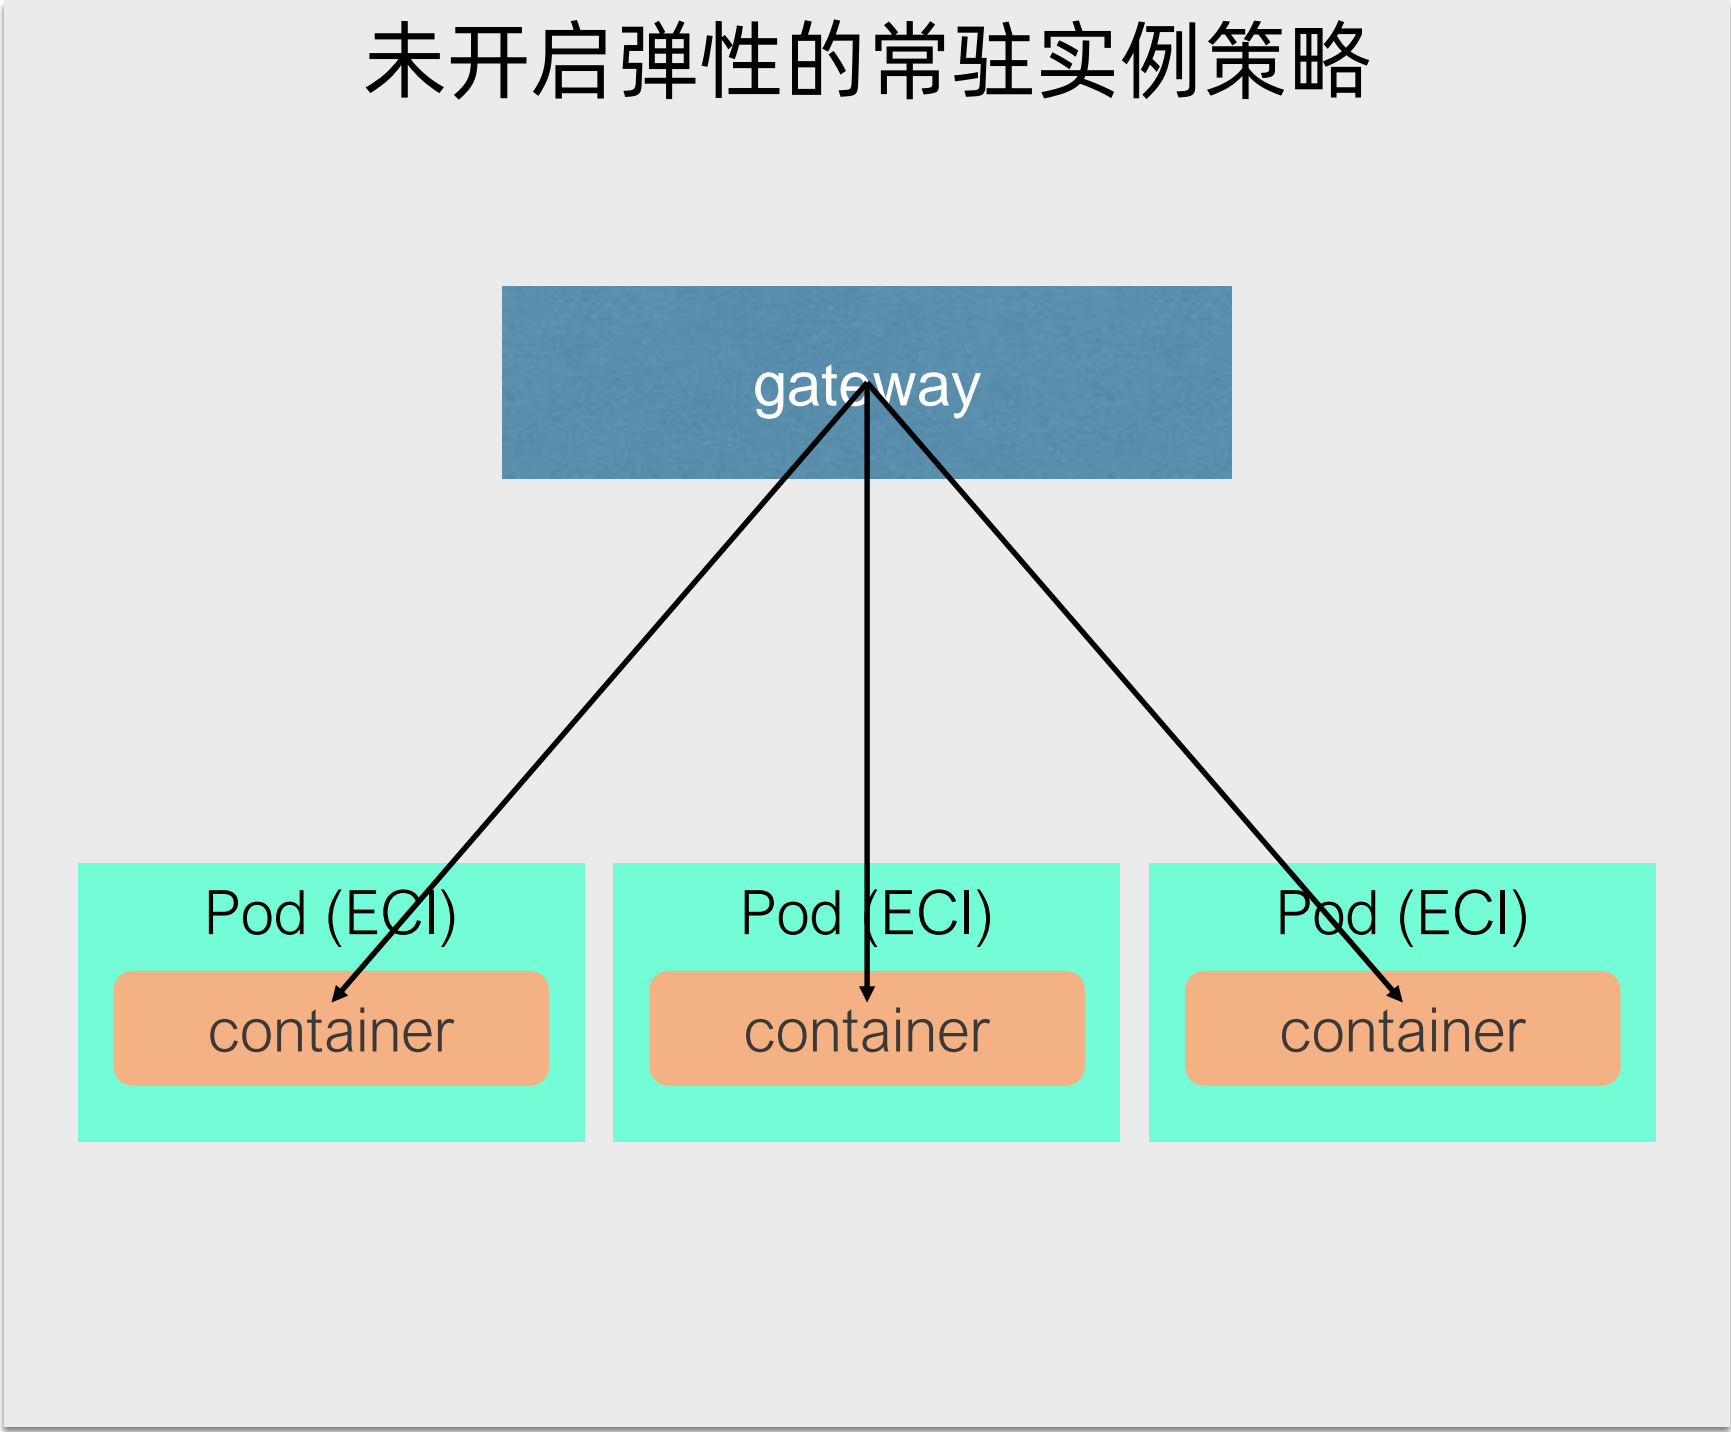 未开启弹性的常驻实例策略
gateway
Pod (ECI)
container
Pod (ECI)
container
Pod (ECI)
container